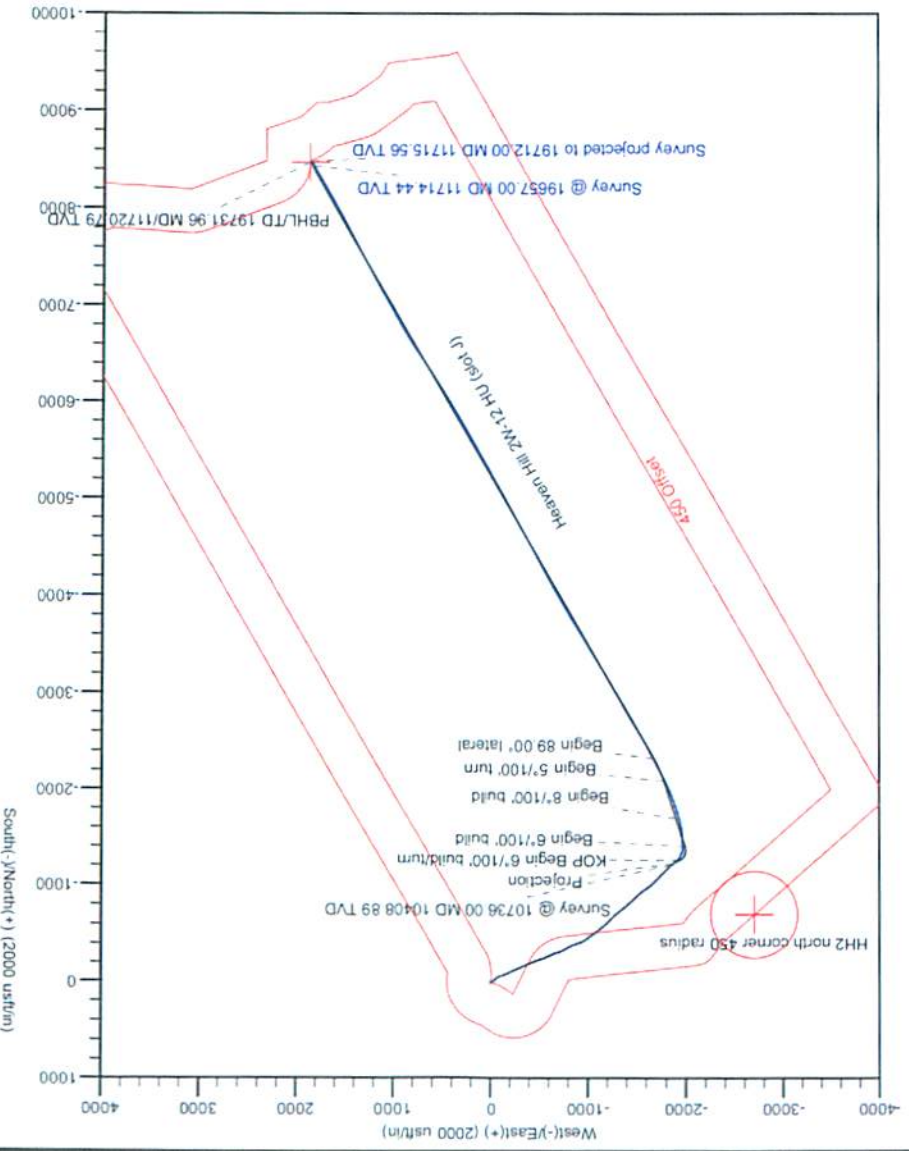 West(-)/East(+) (2000 usft/in)
-4000 -3000 -2000 -1000 0 1000 2000 3000 4000
South(-)/North(+) (2000 usft/in)
1000
0
-1000
-2000
-3000
-4000
-5000
-6000
-7000
-8000
-9000
-10000
HH2 north corner 450 radius
Survey @ 10736.00 MD 10408.89 TVD
Projection
KOP Begin 6°/100' build/turn
Begin 6°/100' build
Begin 8°/100' build
Begin 5°/100' turn
Begin 89.00° lateral
450 Offset
Heaven Hill 2W-12 HU (slot J)
PBHL/TD 19731.96 MD/11720.79 TVD
Survey @ 19657.00 MD 11714.44 TVD
Survey projected to 19712.00 MD 11715.56 TVD